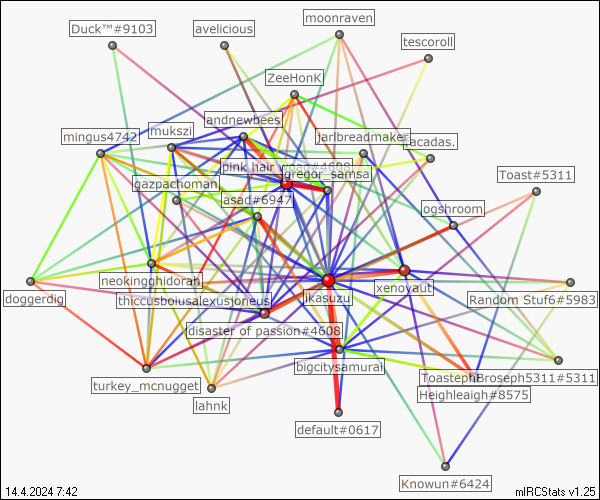 moonraven
Duck™#9103
avelicious
tescoroll
ZeeHonK
andnewbees
mukszi
mingus4742
jarlbreadmaker
acadas.
pink hair woad#4608
gregor_samsa
Toast#5311
gazpachoman
asad#6947
ogshroom
neokingghidorah
xenoyaut
doggerdig
ikasuzu
Random Stuf6#5983
disaster of passion#4608
bigcitysamurai
turkey_mcnugget
ToastephBroseph5311#5311
Heighleaigh#8575
lahnk
default#0617
Knowun#6424
14.4.2024 7:42
mIRCStats v1.25